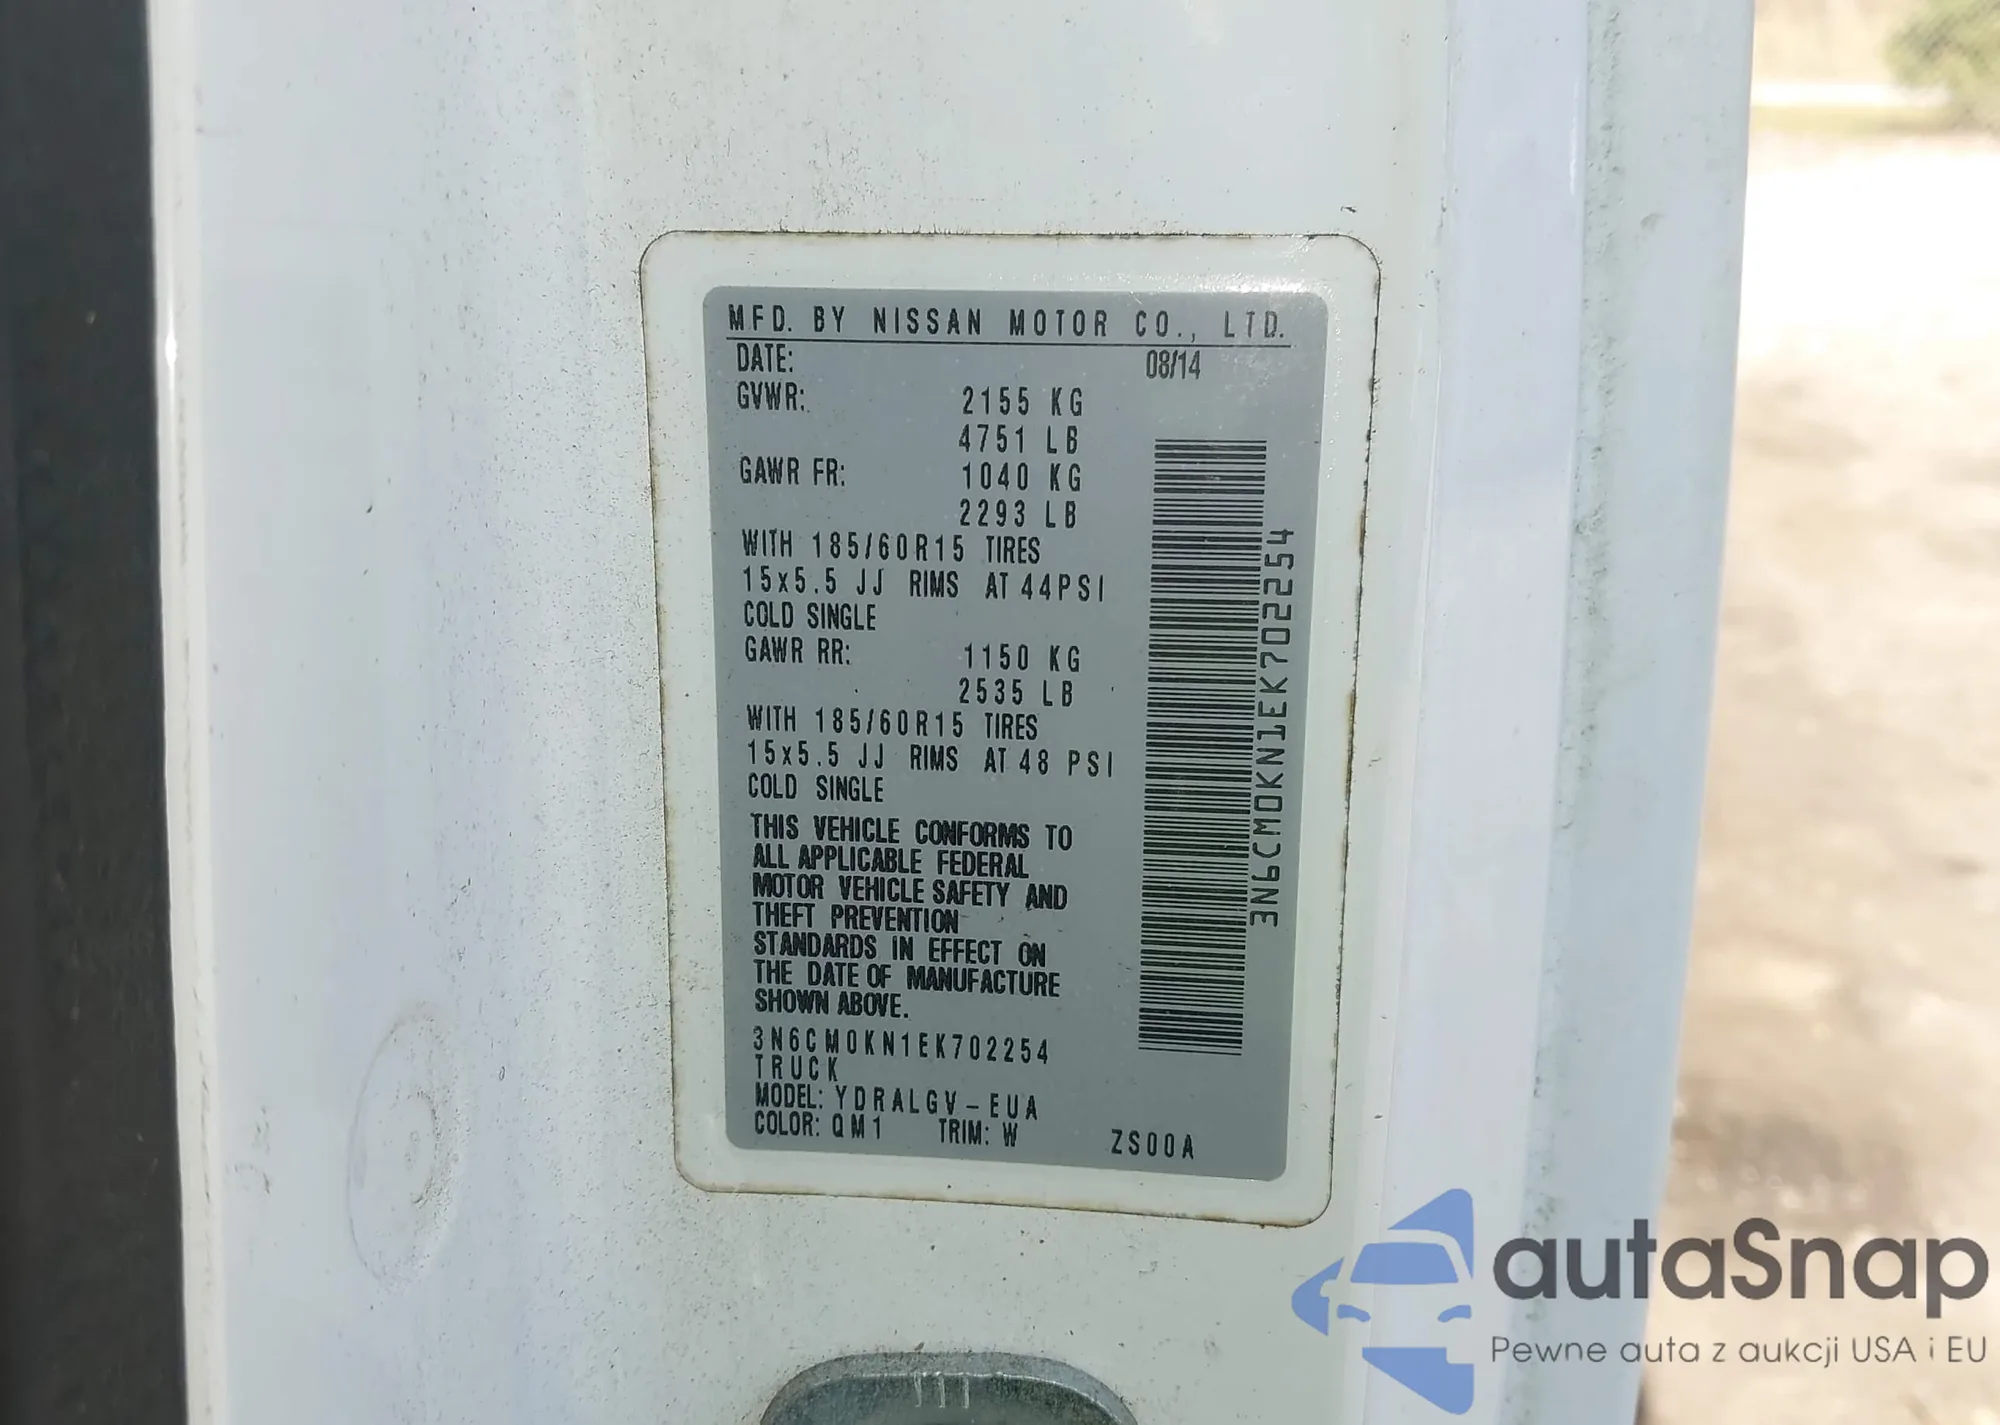 MFD. BY NISSAN MOTOR CO., LTD.
DATE: 08/14
GVWR: 2155 KG
4751 LB
GAWR FR: 1040 KG
2293 LB
WITH 185/60R15 TIRES
15x5.5 JJ RIMS AT 44PSI
COLD SINGLE
GAWR RR: 1150 KG
2535 LB
WITH 185/60R15 TIRES
15x5.5 JJ RIMS AT 48 PSI
COLD SINGLE
THIS VEHICLE CONFORMS TO
ALL APPLICABLE FEDERAL
MOTOR VEHICLE SAFETY AND
THEFT PREVENTION
STANDARDS IN EFFECT ON
THE DATE OF MANUFACTURE
SHOWN ABOVE.
3N6CM0KN1EK702254
TRUCK
MODEL: YDRALGV-EUA
COLOR: QM1 TRIM: W ZS00A
3N6CM0KN1EK702254
autaSnap
Pewne auta z aukcji USA i EU